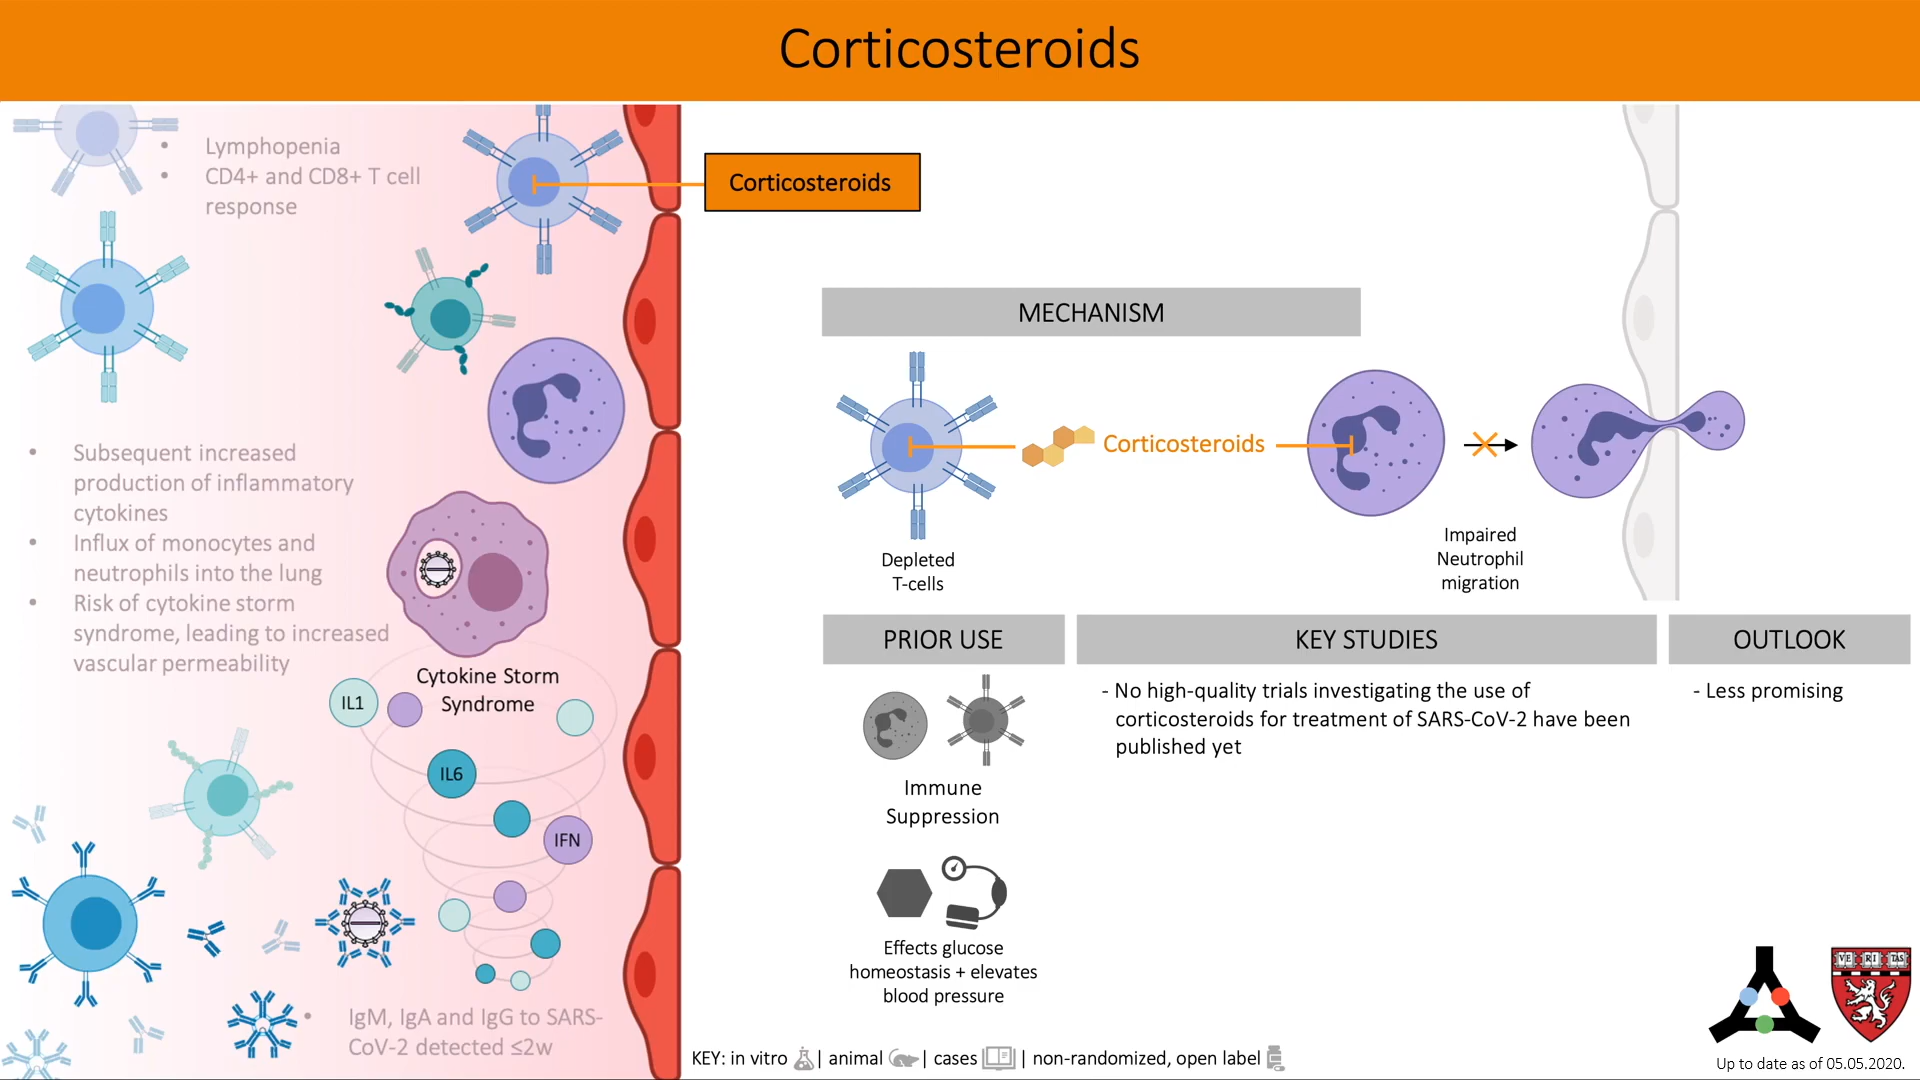 Corticosteroids
• Lymphopenia
• CD4+ and CD8+ T cell
response
Corticosteroids
• Subsequent increased
production of inflammatory
cytokines
• Influx of monocytes and
neutrophils into the lung
• Risk of cytokine storm
syndrome, leading to increased
vascular permeability
Cytokine Storm
Syndrome
IL1
IL6
IFN
• IgM, IgA and IgG to SARS-
CoV-2 detected ≤2w
MECHANISM
Corticosteroids
Depleted
T-cells
Impaired
Neutrophil
migration
PRIOR USE
Immune
Suppression
Effects glucose
homeostasis + elevates
blood pressure
KEY STUDIES
- No high-quality trials investigating the use of
corticosteroids for treatment of SARS-CoV-2 have been
published yet
OUTLOOK
- Less promising
KEY: in vitro | animal | cases | non-randomized, open label
VE RI TAS
Up to date as of 05.05.2020.